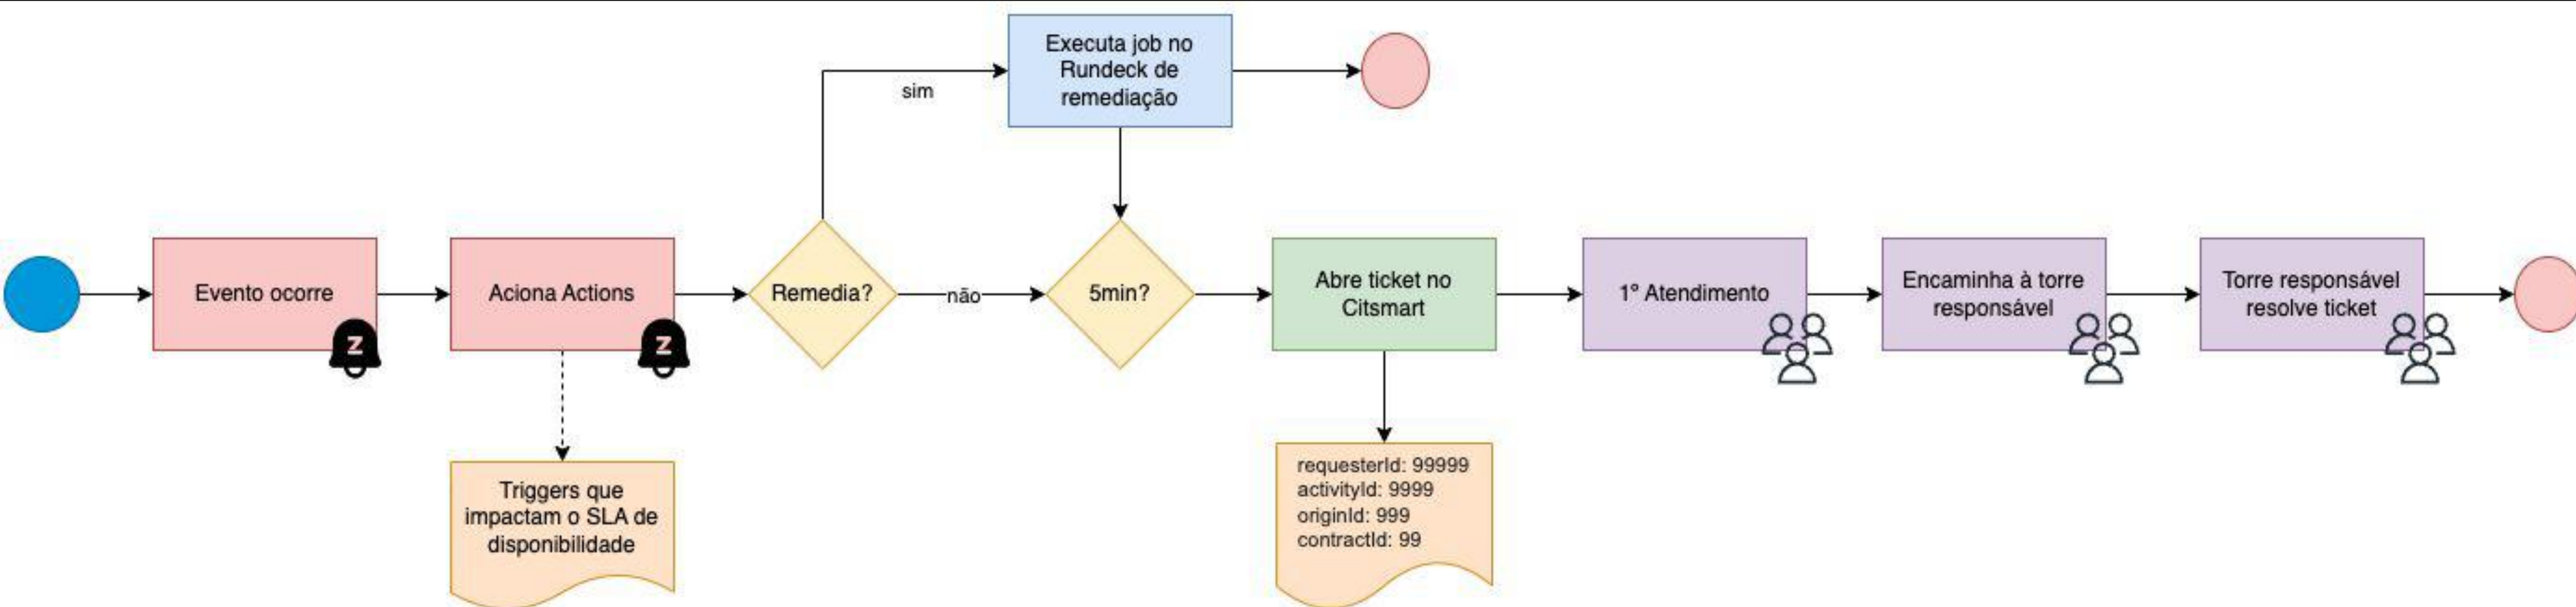 Executa job no
Rundeck de
remediação
sim
Evento ocorre
Z
Aciona Actions
Z
Remedia?
não
5min?
Abre ticket no
Citsmart
1º Atendimento
Encaminha à torre
responsável
Torre responsável
resolve ticket
Triggers que
impactam o SLA de
disponibilidade
requesterId: 99999
activityId: 9999
originId: 999
contractId: 99